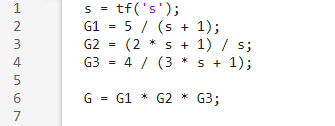 1 s = tf('s');
2 G1 = 5 / (s + 1);
3 G2 = (2 * s + 1) / s;
4 G3 = 4 / (3 * s + 1);
5
6 G = G1 * G2 * G3;
7